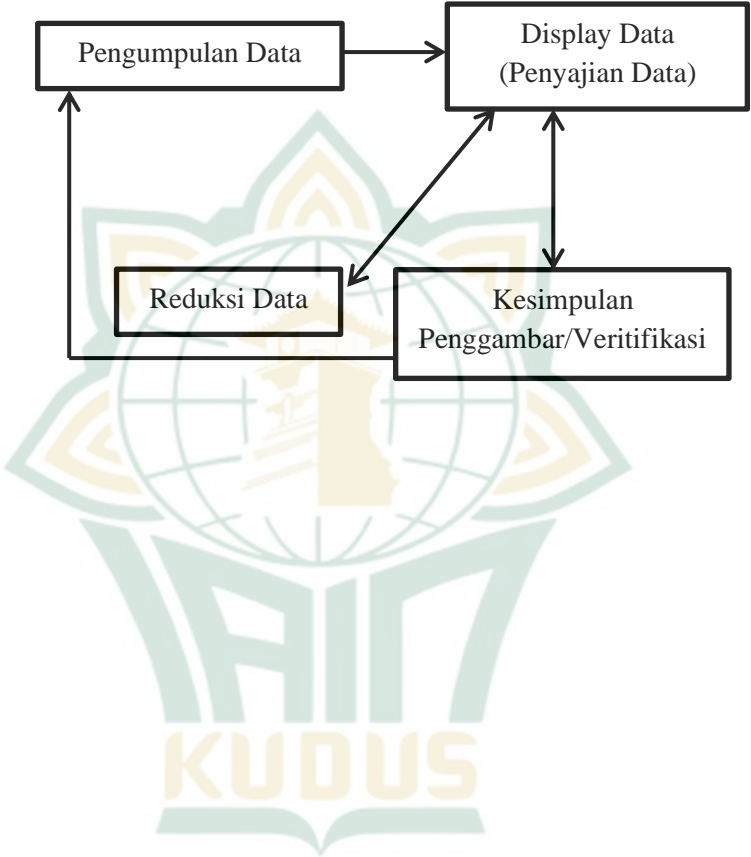 Pengumpulan Data
Display Data
(Penyajian Data)
Reduksi Data
Kesimpulan
Penggambar/Veritifikasi
IAIN
KUDUS